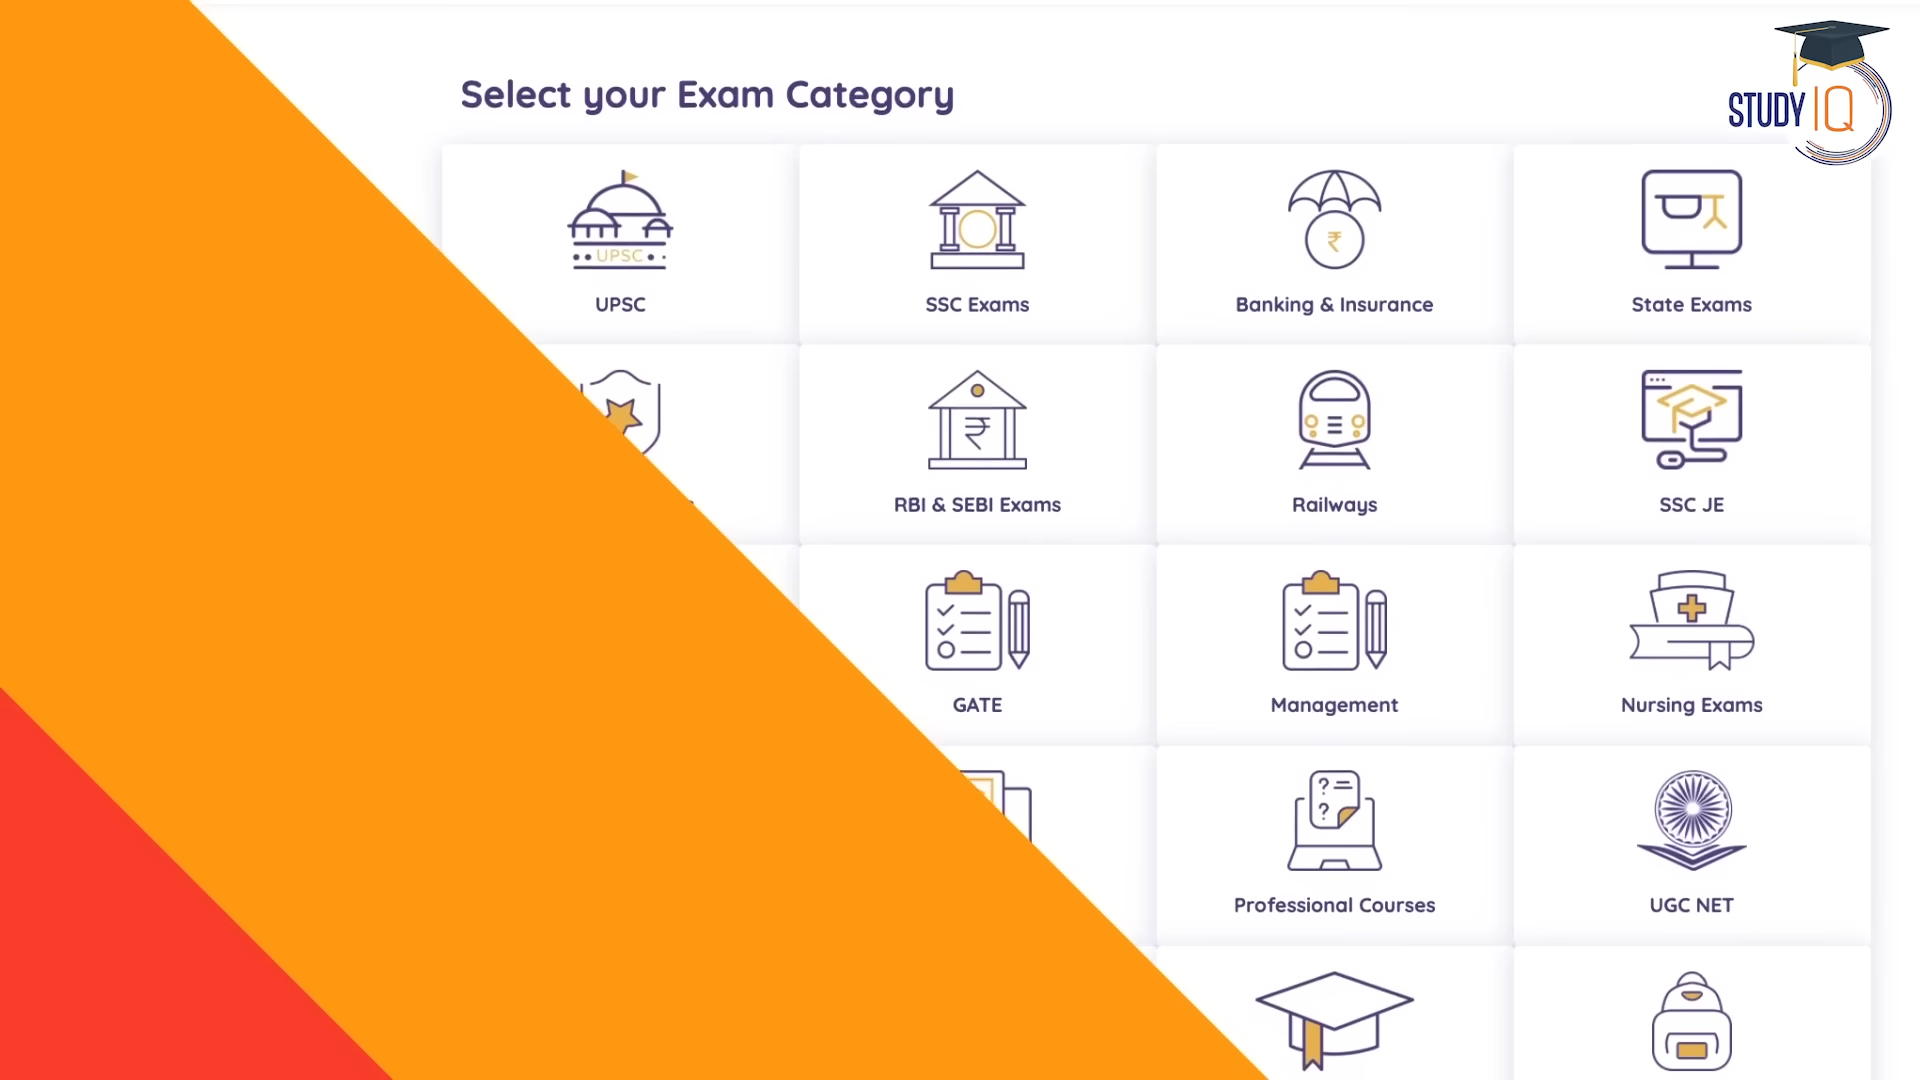 Select your Exam Category
STUDY IQ
UPSC
UPSC
SSC Exams
₹
Banking & Insurance
State Exams
₹
RBI & SEBI Exams
Railways
SSC JE
GATE
Management
Nursing Exams
? 
?
Professional Courses
UGC NET